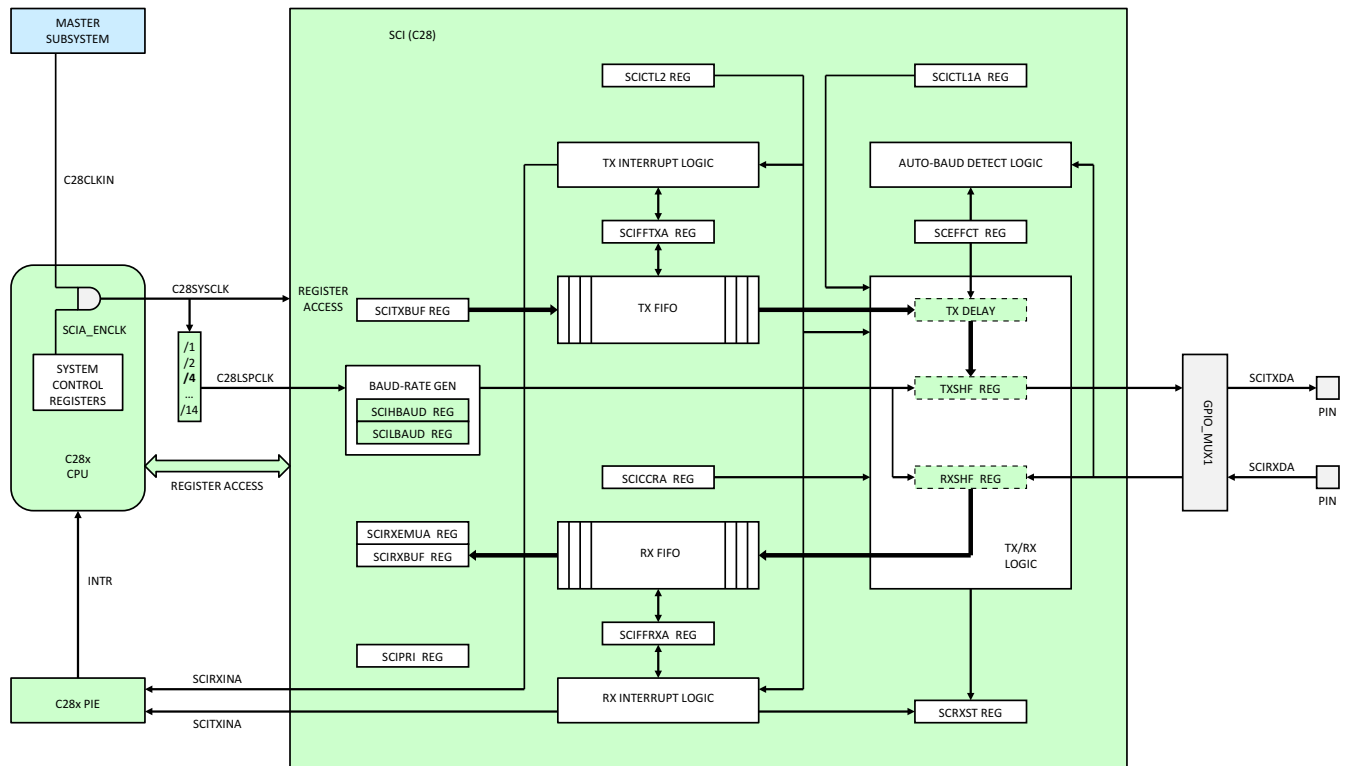 MASTER
SUBSYSTEM
SCI (C28)
SCICTL2 REG
SCICTL1A REG
TX INTERRUPT LOGIC
AUTO-BAUD DETECT LOGIC
C28CLKIN
SCIFFTXA REG
SCEFFCT REG
C28SYSCLK
REGISTER
ACCESS
SCITXBUF REG
TX FIFO
TX DELAY
SCIA_ENCLK
/1
/2
/4
...
/14
SYSTEM
CONTROL
REGISTERS
C28LSPCLK
BAUD-RATE GEN
SCIHBAUD REG
SCILBAUD REG
TXSHF REG
SCITXDA
PIN
GPIO_MUX1
C28x
CPU
REGISTER ACCESS
SCICCRA REG
RXSHF REG
SCIRXDA
PIN
SCIRXEMUA REG
SCIRXBUF REG
RX FIFO
TX/RX
LOGIC
INTR
SCIFFRXA REG
SCIPRI REG
SCIRXINA
C28x PIE
RX INTERRUPT LOGIC
SCRXST REG
SCITXINA